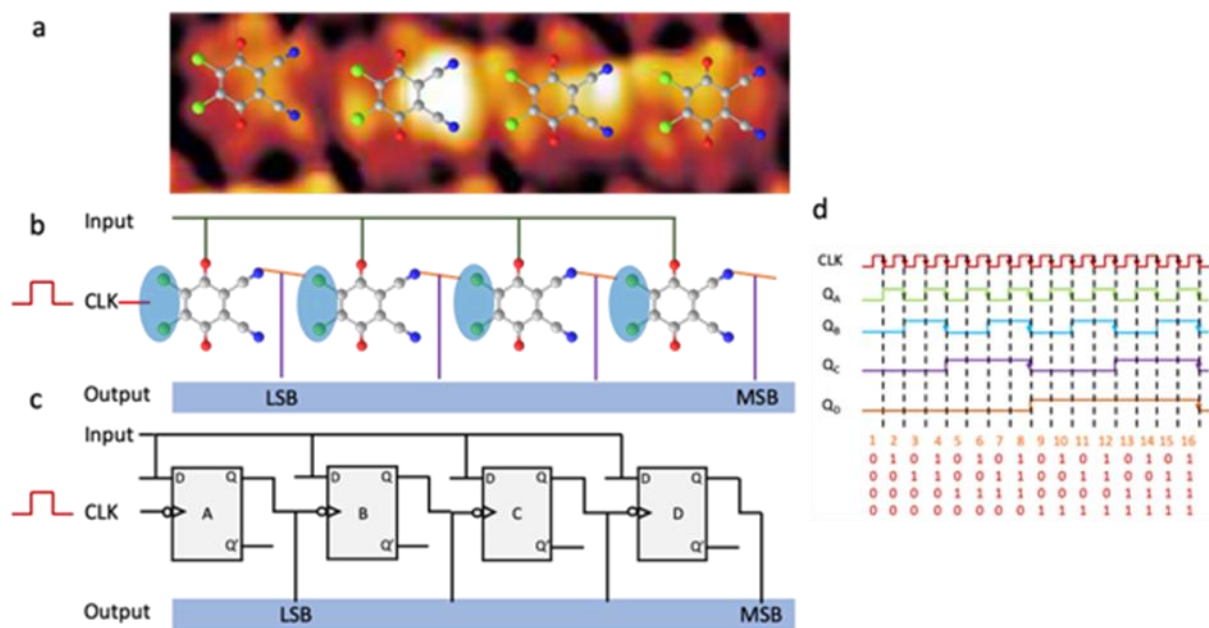 a
b
Input
CLK
Output
LSB
MSB
c
Input
D
Q
D
Q
D
Q
D
Q
CLK
A
B
C
D
Q'
Q'
Q'
Q'
Output
LSB
MSB
d
CLK
QA
QB
QC
QD
1 2 3 4 5 6 7 8 9 10 11 12 13 14 15 16
0 1 0 1 0 1 0 1 0 1 0 1 0 1 0 1
0 0 1 1 0 0 1 1 0 0 1 1 0 0 1 1
0 0 0 0 1 1 1 1 0 0 0 0 1 1 1 1
0 0 0 0 0 0 0 0 1 1 1 1 1 1 1 1